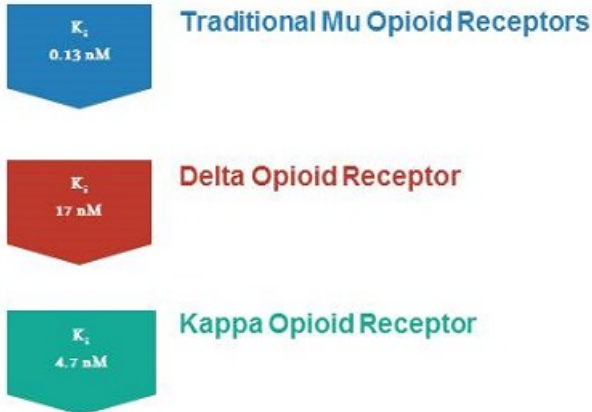 Kᵢ
0.13 nM
Traditional Mu Opioid Receptors
Kᵢ
17 nM
Delta Opioid Receptor
Kᵢ
4.7 nM
Kappa Opioid Receptor